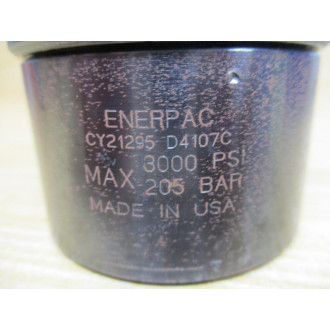 ENERPAC
CY21295 D4107C
3000 PSI
MAX 205 BAR
MADE IN USA